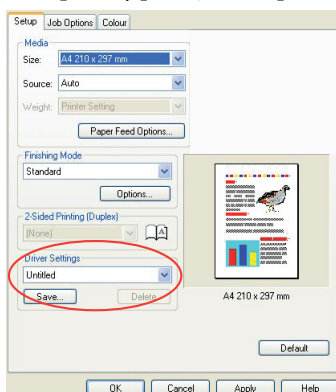 Setup Job Options Colour
Media
Size: A4 210 x 297 mm
Source: Auto
Weight: Printer Setting
Paper Feed Options...
Finishing Mode
Standard
Options...
2-Sided Printing (Duplex)
[None] A
Driver Settings
Untitled
Save... Delete
A4 210 x 297 mm
Default
OK Cancel Apply Help